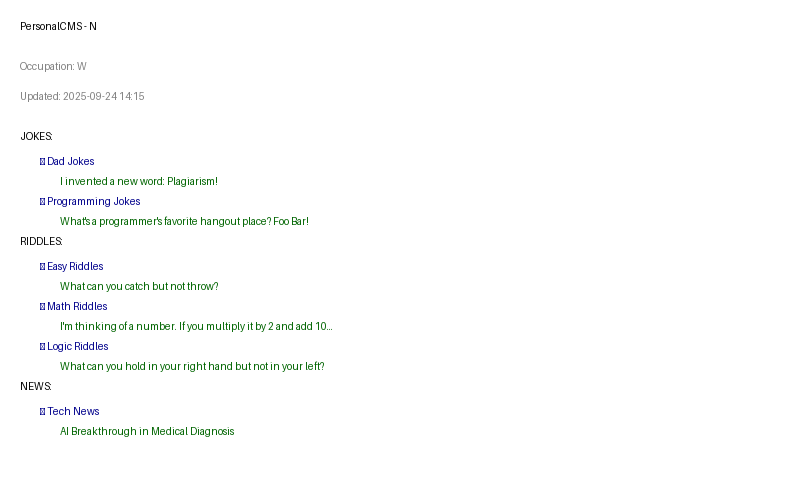 PersonalCMS - N
Occupation: W
Updated: 2025-09-24 14:15
JOKES:
Dad Jokes
I invented a new word: Plagiarism!
Programming Jokes
What's a programmer's favorite hangout place? Foo Bar!
RIDDLES:
Easy Riddles
What can you catch but not throw?
Math Riddles
I'm thinking of a number. If you multiply it by 2 and add 10...
Logic Riddles
What can you hold in your right hand but not in your left?
NEWS:
Tech News
AI Breakthrough in Medical Diagnosis